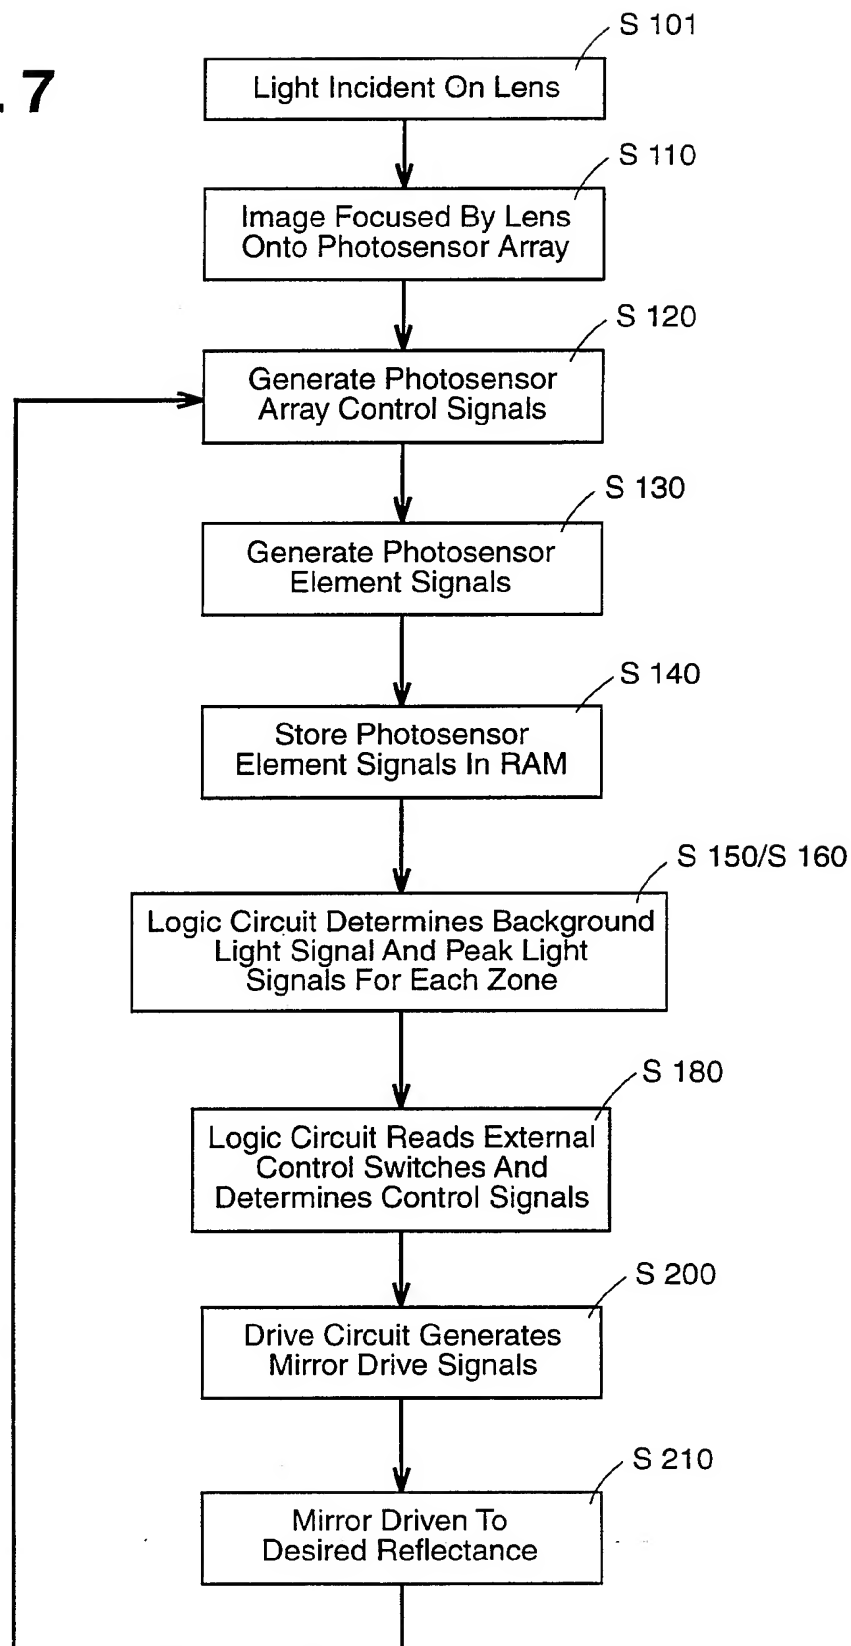 . 7
S 101
Light Incident On Lens
S 110
Image Focused By Lens
Onto Photosensor Array
S 120
Generate Photosensor
Array Control Signals
S 130
Generate Photosensor
Element Signals
S 140
Store Photosensor
Element Signals In RAM
S 150/S 160
Logic Circuit Determines Background
Light Signal And Peak Light
Signals For Each Zone
S 180
Logic Circuit Reads External
Control Switches And
Determines Control Signals
S 200
Drive Circuit Generates
Mirror Drive Signals
S 210
Mirror Driven To
Desired Reflectance